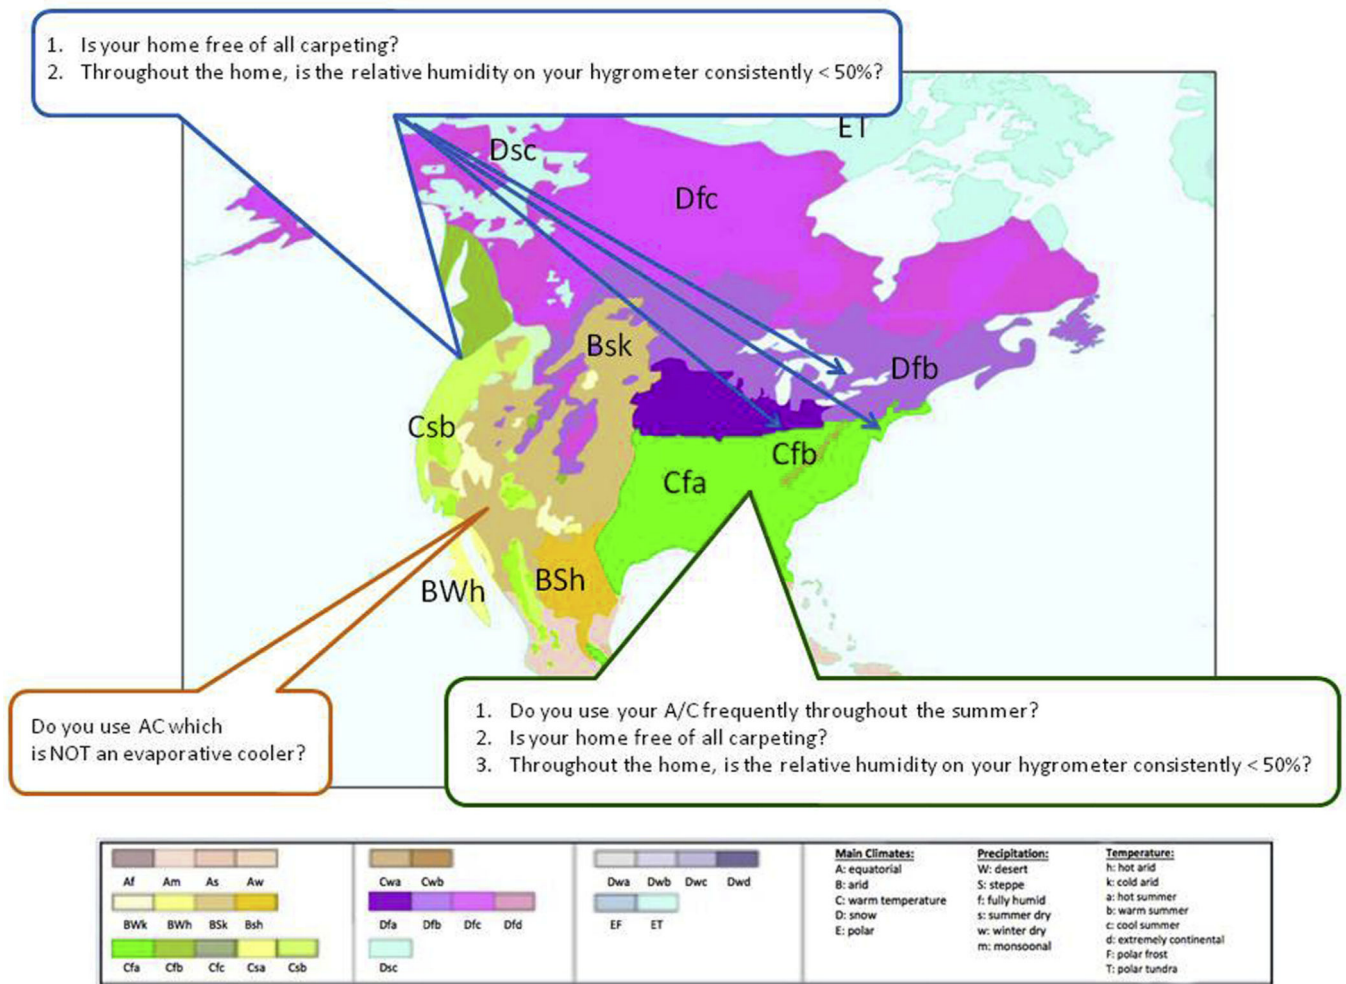 1. Is your home free of all carpeting?
2. Throughout the home, is the relative humidity on your hygrometer consistently < 50%?
ET
Dsc
Dfc
Bsk
Dfb
Csb
Cfb
Cfa
BSh
BWh
Do you use AC which
is NOT an evaporative cooler?
1. Do you use your A/C frequently throughout the summer?
2. Is your home free of all carpeting?
3. Throughout the home, is the relative humidity on your hygrometer consistently < 50%?
Af Am As Aw
BWk BWh BSk Bsh
Cfa Cfb Cfc Csa Csb
Cwa Cwb
Dfa Dfb Dfc Dfd
Dsc
Dwa Dwb Dwc Dwd
EF ET
Main Climates:
A: equatorial
B: arid
C: warm temperature
D: snow
E: polar
Precipitation:
W: desert
S: steppe
f: fully humid
s: summer dry
w: winter dry
m: monsoonal
Temperature:
h: hot arid
k: cold arid
a: hot summer
b: warm summer
c: cool summer
d: extremely continental
F: polar frost
T: polar tundra